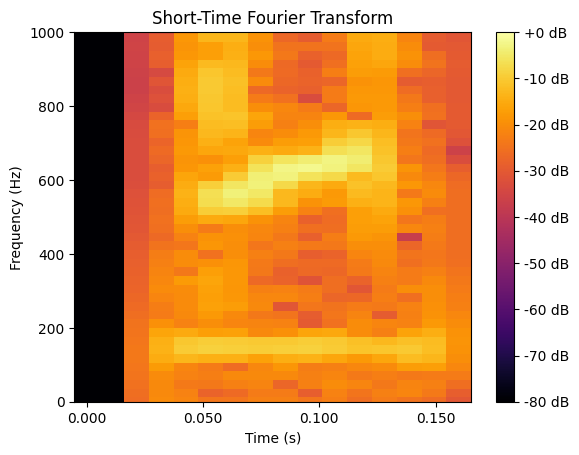 Short-Time Fourier Transform
Frequency (Hz)
1000
800
600
400
200
0
0.000
0.050
0.100
0.150
Time (s)
+0 dB
-10 dB
-20 dB
-30 dB
-40 dB
-50 dB
-60 dB
-70 dB
-80 dB